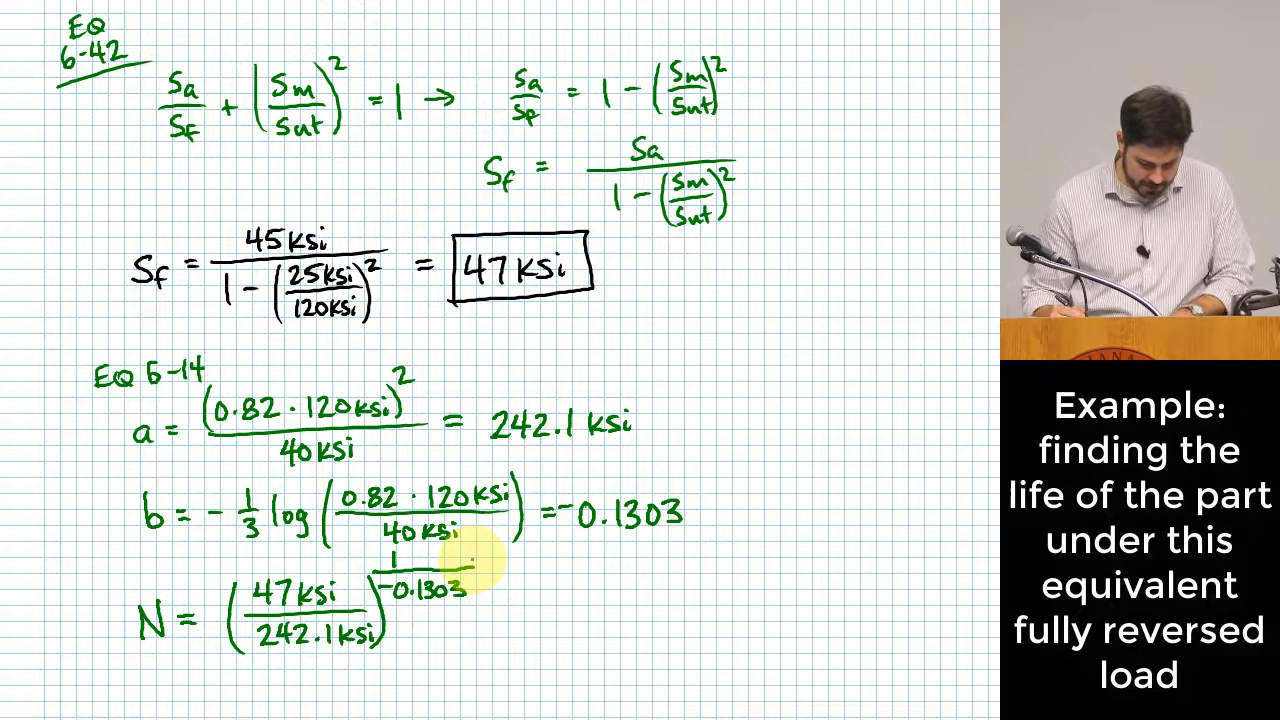 EQ
6-42
Sa/Sf + (Sm/Sut)² = 1 → Sa/Sf = 1 - (Sm/Sut)²
Sf = Sa / (1 - (Sm/Sut)²)
Sf = 45ksi / (1 - (25ksi/120ksi)²) = 47 ksi
EQ 6-14
a = (0.82 · 120ksi)² / 40ksi = 242.1 ksi
b = - 1/3 log (0.82 · 120ksi / 40ksi) = -0.1303
N = (47ksi / 242.1ksi)^(1/-0.1303)
Example:
finding the
life of the part
under this
equivalent
fully reversed
load